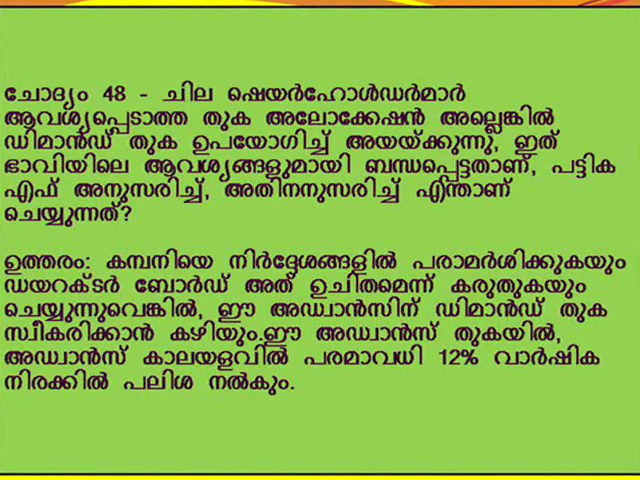 ചോദ്യം 48 - ചില ഷെയർഹോൾഡർമാർ
ആവശ്യപ്പെടാത്ത തുക അലോക്കേഷൻ അല്ലെങ്കിൽ
ഡിമാൻഡ് തുക ഉപയോഗിച്ച് അയയ്ക്കുന്നു, ഇത്
ഭാവിയിലെ ആവശ്യങ്ങളുമായി ബന്ധപ്പെട്ടതാണ്, പട്ടിക
എഫ് അനുസരിച്ച്, അതിനനുസരിച്ച് എന്താണ്
ചെയ്യുന്നത്?
ഉത്തരം: കമ്പനിയെ നിർദ്ദേശങ്ങളിൽ പരാമർശിക്കുകയും
ഡയറക്ടർ ബോർഡ് അത് ഉചിതമെന്ന് കരുതുകയും
ചെയ്യുന്നുവെങ്കിൽ, ഈ അഡ്വാൻസിന് ഡിമാൻഡ് തുക
സ്വീകരിക്കാൻ കഴിയും.ഈ അഡ്വാൻസ് തുകയിൽ,
അഡ്വാൻസ് കാലയളവിൽ പരമാവധി 12% വാർഷിക
നിരക്കിൽ പലിശ നൽകും.